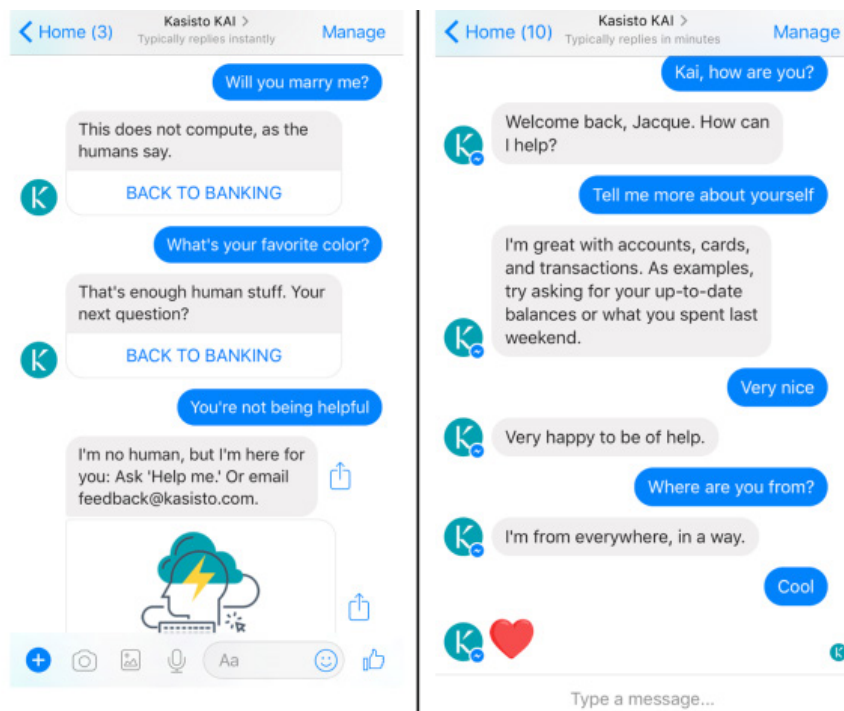 Home (3)
Kasisto KAI >
Typically replies instantly
Manage
Will you marry me?
This does not compute, as the
humans say.
BACK TO BANKING
What's your favorite color?
That's enough human stuff. Your
next question?
BACK TO BANKING
You're not being helpful
I'm no human, but I'm here for
you: Ask 'Help me.' Or email
feedback@kasisto.com.
Aa
Home (10)
Kasisto KAI >
Typically replies in minutes
Manage
Kai, how are you?
Welcome back, Jacque. How can
I help?
Tell me more about yourself
I'm great with accounts, cards,
and transactions. As examples,
try asking for your up-to-date
balances or what you spent last
weekend.
Very nice
Very happy to be of help.
Where are you from?
I'm from everywhere, in a way.
Cool
Type a message...